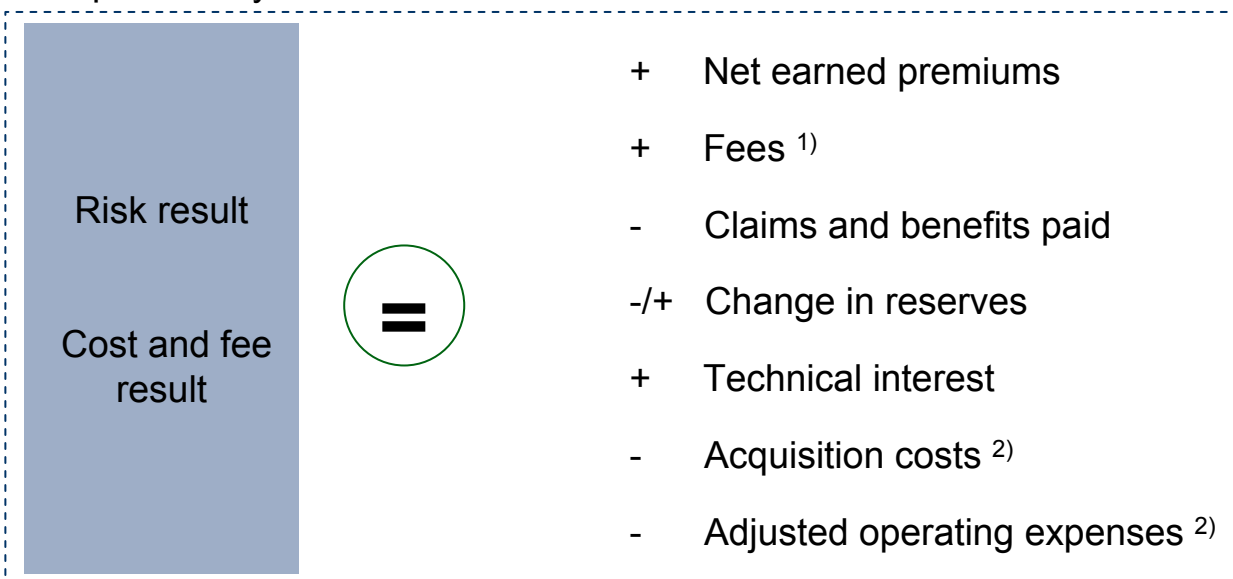 Risk result
Cost and fee
result
=
+ Net earned premiums
+ Fees 1)
- Claims and benefits paid
-/+ Change in reserves
+ Technical interest
- Acquisition costs 2)
- Adjusted operating expenses 2)